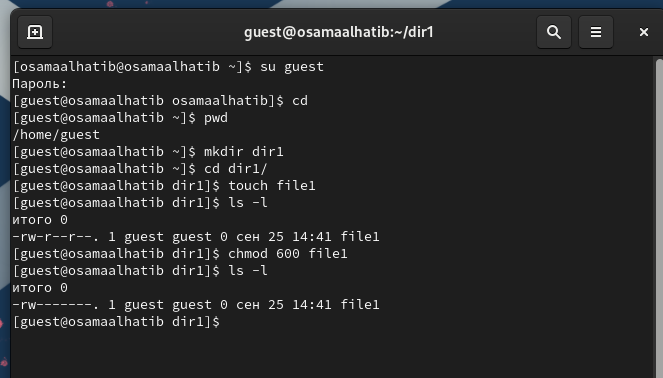 guest@osamaalhatib:~/dir1
[osamaalhatib@osamaalhatib ~]$ su guest
Пароль:
[guest@osamaalhatib osamaalhatib]$ cd
[guest@osamaalhatib ~]$ pwd
/home/guest
[guest@osamaalhatib ~]$ mkdir dir1
[guest@osamaalhatib ~]$ cd dir1/
[guest@osamaalhatib dir1]$ touch file1
[guest@osamaalhatib dir1]$ ls -l
итого 0
-rw-r--r--. 1 guest guest 0 сен 25 14:41 file1
[guest@osamaalhatib dir1]$ chmod 600 file1
[guest@osamaalhatib dir1]$ ls -l
итого 0
-rw-------. 1 guest guest 0 сен 25 14:41 file1
[guest@osamaalhatib dir1]$